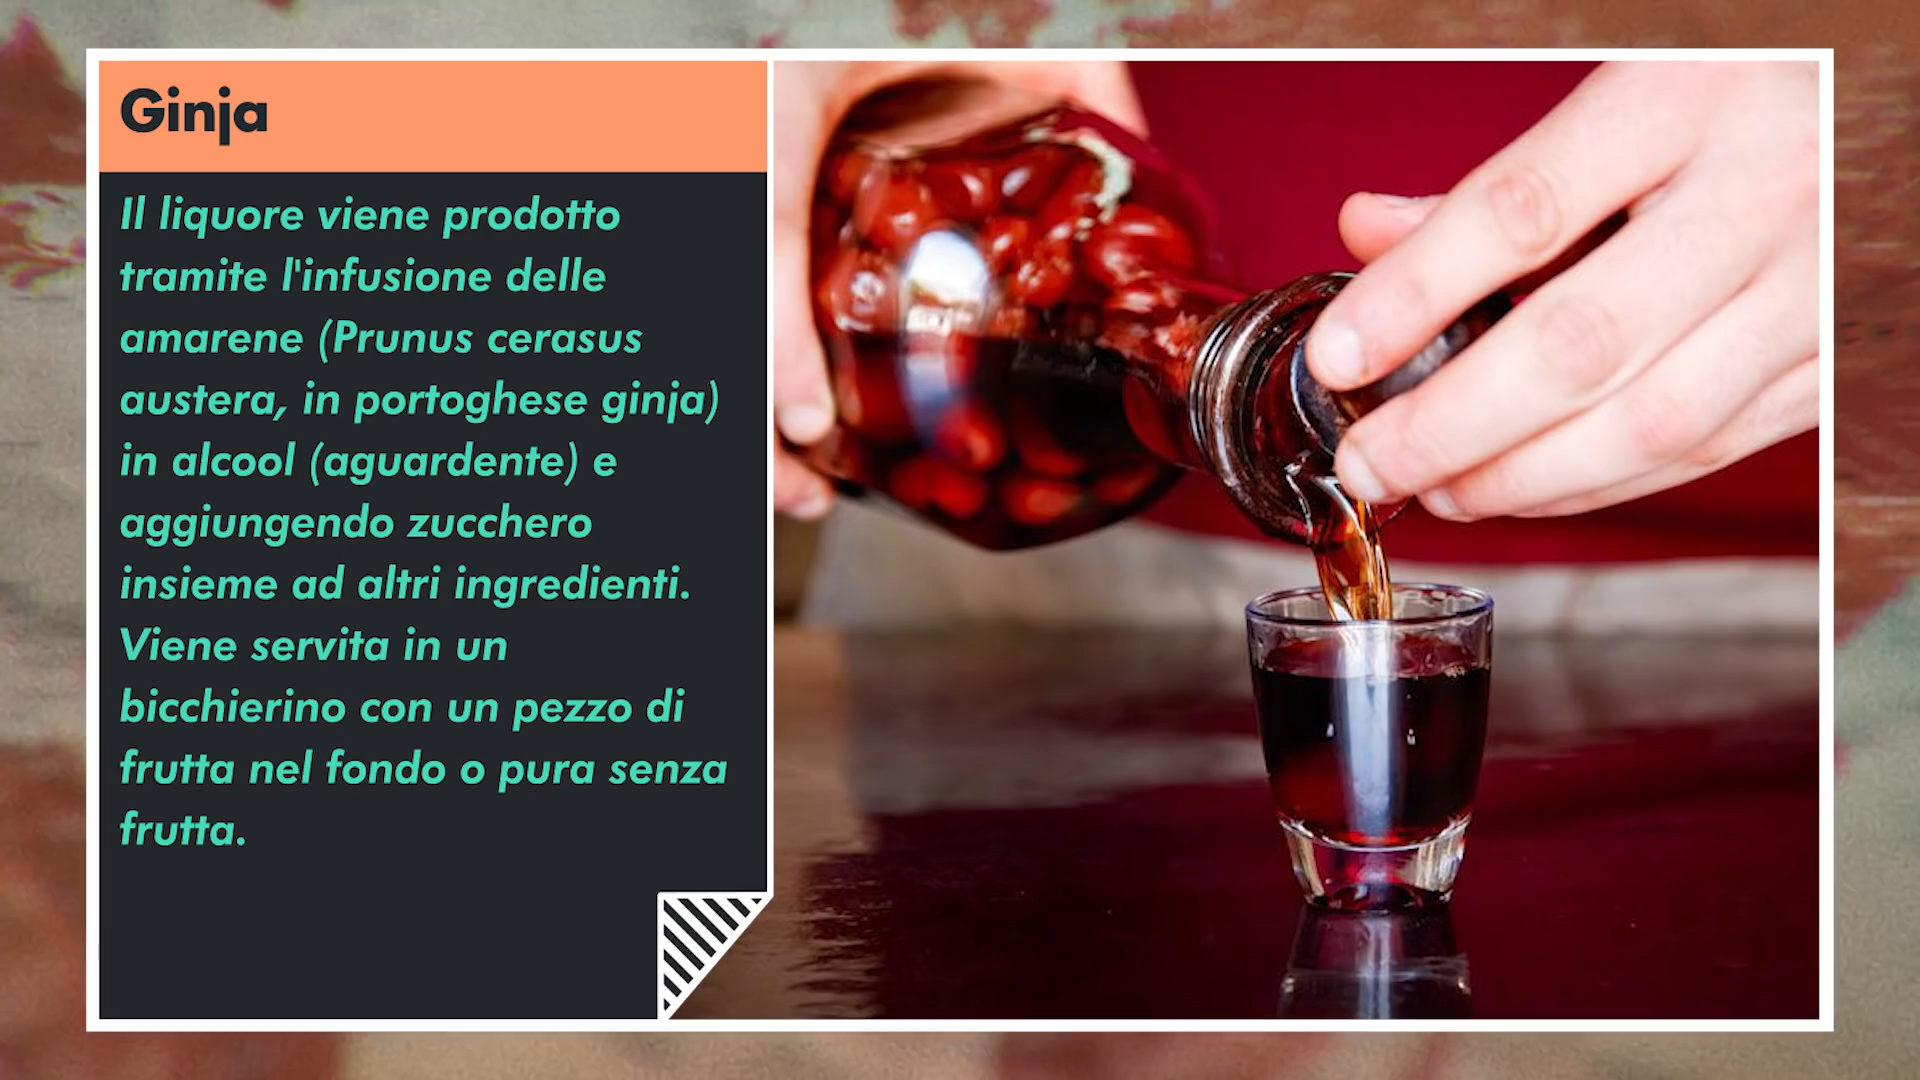 Ginja
Il liquore viene prodotto
tramite l'infusione delle
amarene (Prunus cerasus
austera, in portoghese ginja)
in alcool (aguardente) e
aggiungendo zucchero
insieme ad altri ingredienti.
Viene servita in un
bicchierino con un pezzo di
frutta nel fondo o pura senza
frutta.